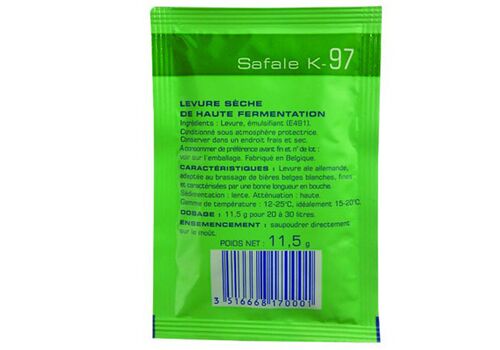 Safale K-97
LEVURE SÈCHE
DE HAUTE FERMENTATION
Ingrédients : Levure, émulsifiant (E491).
Conditionné sous atmosphère protectrice.
Conserver dans un endroit frais et sec.
A consommer de préférence avant fin et n° de lot :
voir sur l'emballage. Fabriqué en Belgique.
CARACTÉRISTIQUES : Levure ale allemande,
adaptée au brassage de bières belges blanches, fines
et caractérisées par une bonne longueur en bouche.
Sédimentation : lente. Atténuation : haute.
Gamme de température : 12-25°C, idéalement 15-20°C.
DOSAGE : 11,5 g pour 20 à 30 litres.
ENSEMENCEMENT : saupoudrer directement
sur le moût.
POIDS NET : 11,5 g
3 516668 170001